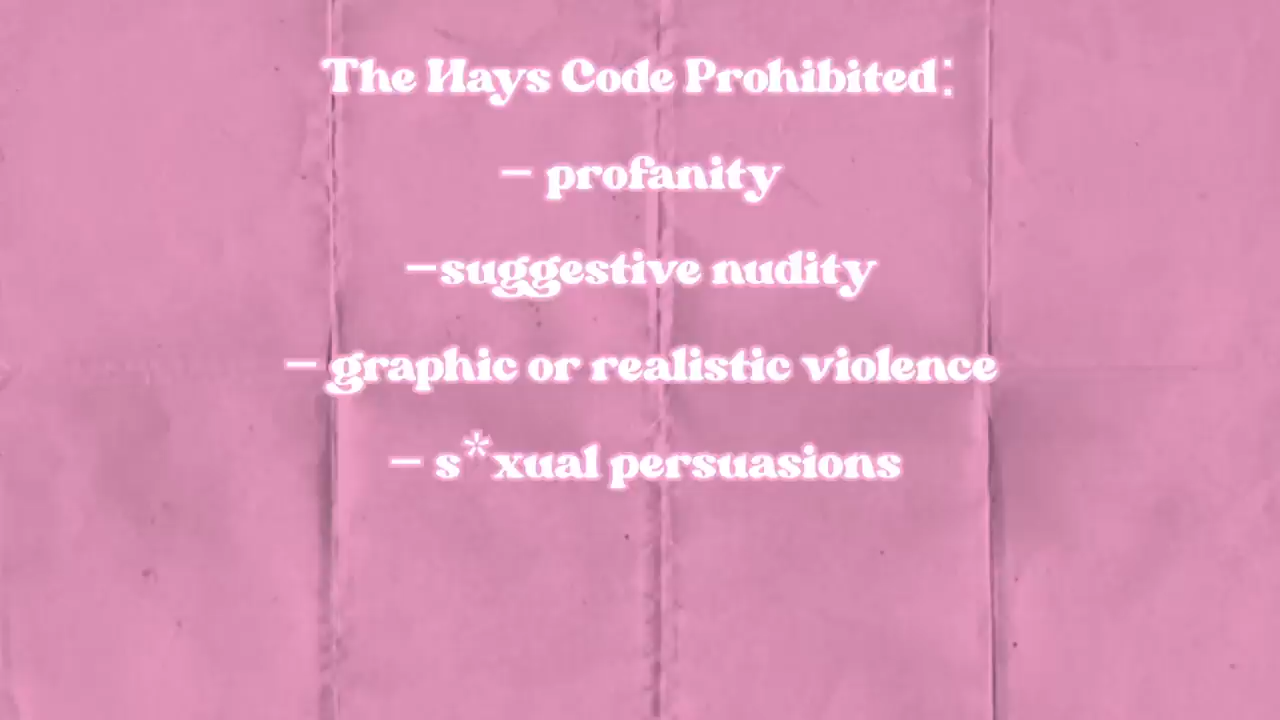 The Hays Code Prohibited:
- profanity
-suggestive nudity
- graphic or realistic violence
- s*xual persuasions